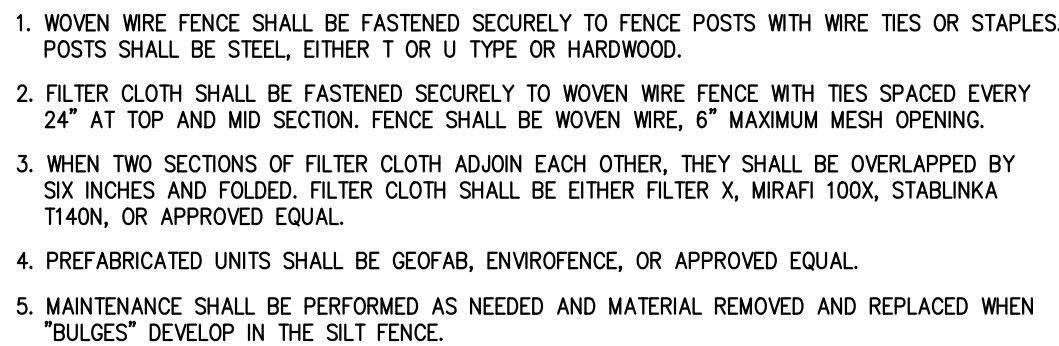 1. WOVEN WIRE FENCE SHALL BE FASTENED SECURELY TO FENCE POSTS WITH WIRE TIES OR STAPLES.
POSTS SHALL BE STEEL, EITHER T OR U TYPE OR HARDWOOD.
2. FILTER CLOTH SHALL BE FASTENED SECURELY TO WOVEN WIRE FENCE WITH TIES SPACED EVERY
24" AT TOP AND MID SECTION. FENCE SHALL BE WOVEN WIRE, 6" MAXIMUM MESH OPENING.
3. WHEN TWO SECTIONS OF FILTER CLOTH ADJOIN EACH OTHER, THEY SHALL BE OVERLAPPED BY
SIX INCHES AND FOLDED. FILTER CLOTH SHALL BE EITHER FILTER X, MIRAFI 100X, STABLINKA
T140N, OR APPROVED EQUAL.
4. PREFABRICATED UNITS SHALL BE GEOFAB, ENVIROFENCE, OR APPROVED EQUAL.
5. MAINTENANCE SHALL BE PERFORMED AS NEEDED AND MATERIAL REMOVED AND REPLACED WHEN
"BULGES" DEVELOP IN THE SILT FENCE.